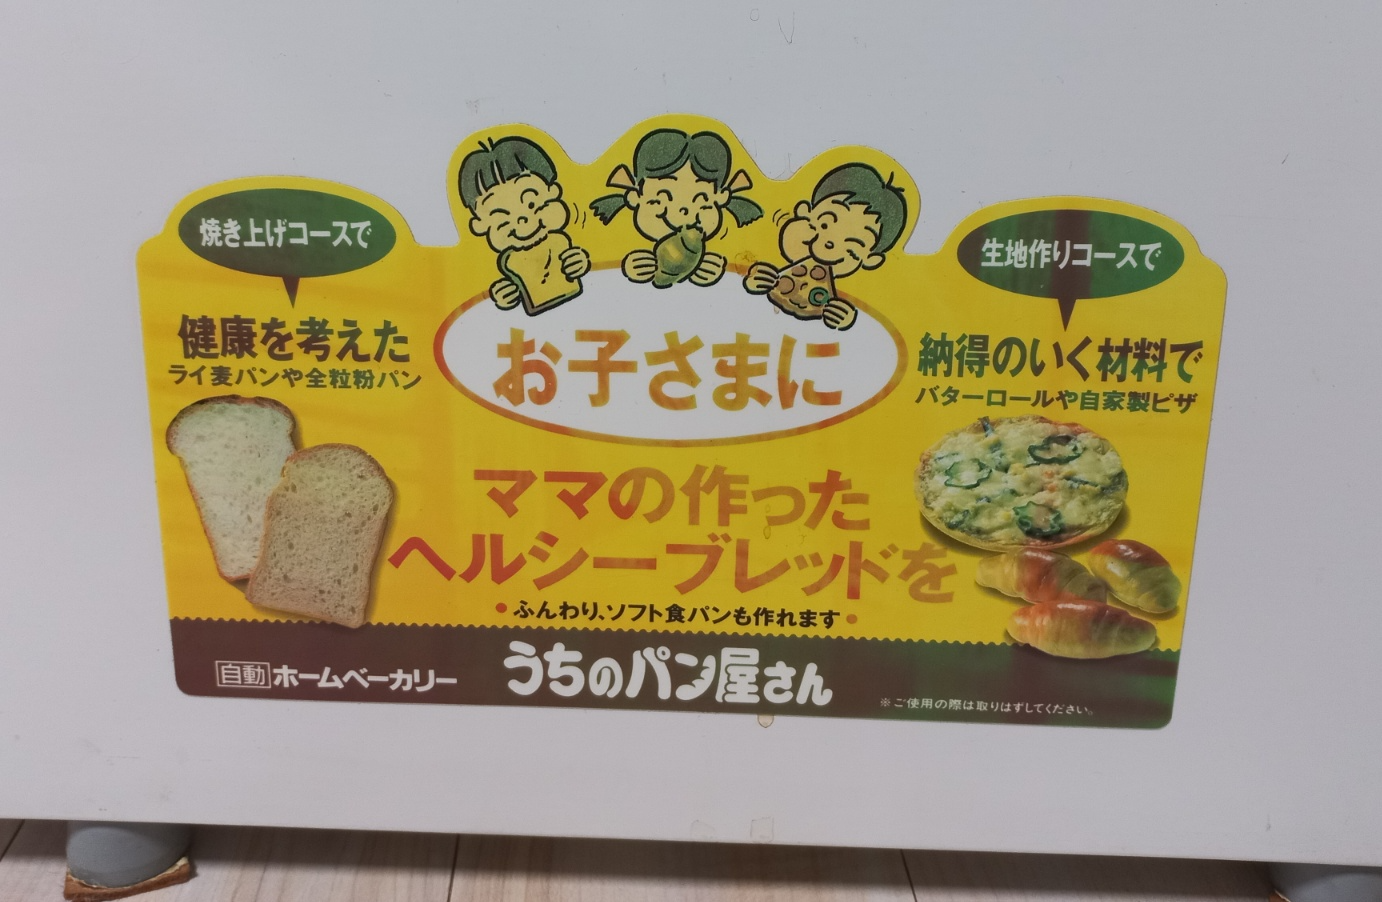 焼き上げコースで
健康を考えた
ライ麦パンや全粒粉パン
お子さまに
生地作りコースで
納得のいく材料で
バターロールや自家製ピザ
ママの作った
ヘルシーブレッドを
•ふんわり、ソフト食パンも作れます•
自動ホームベーカリー うちのパン屋さん
※ご使用の際は取りはずしてください。